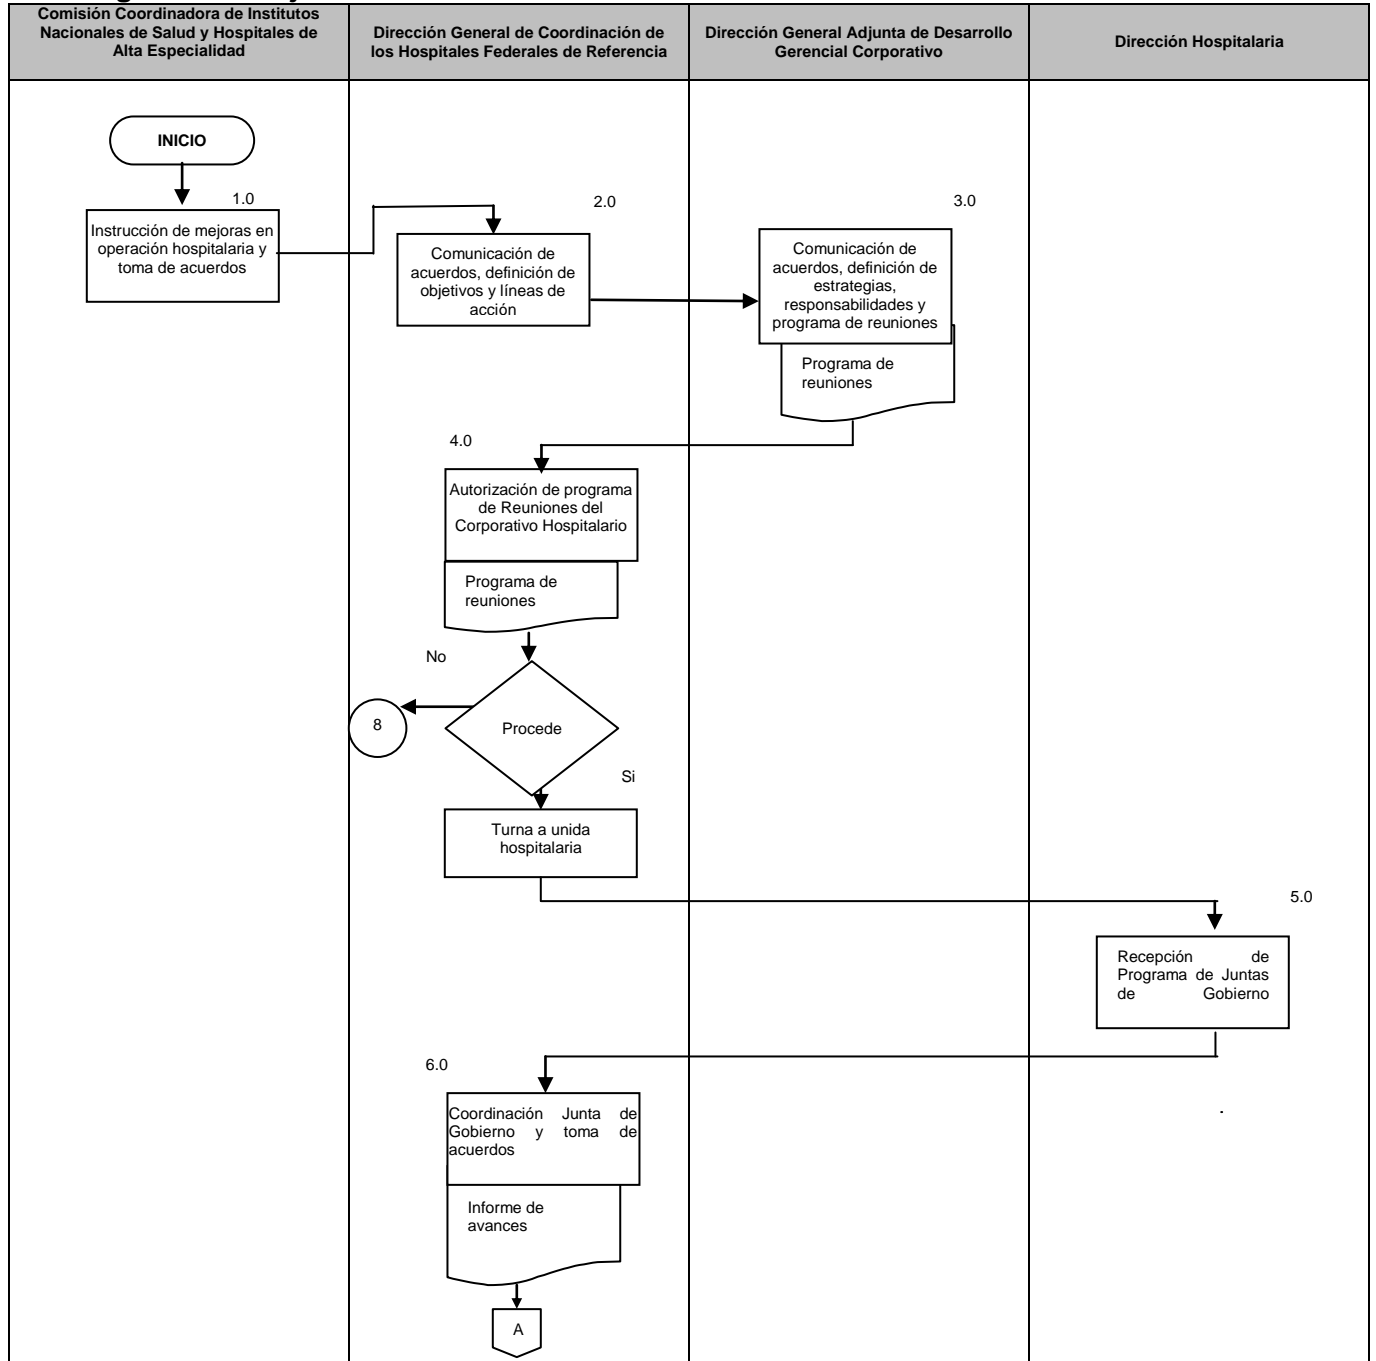 Comisión Coordinadora de Institutos
Nacionales de Salud y Hospitales de
Alta Especialidad
Dirección General de Coordinación de
los Hospitales Federales de Referencia
Dirección General Adjunta de Desarrollo
Gerencial Corporativo
Dirección Hospitalaria
INICIO
1.0
Instrucción de mejoras en
operación hospitalaria y
toma de acuerdos
2.0
Comunicación de
acuerdos, definición de
objetivos y líneas de
acción
3.0
Comunicación de
acuerdos, definición de
estrategias,
responsabilidades y
programa de reuniones
Programa de
reuniones
4.0
Autorización de programa
de Reuniones del
Corporativo Hospitalario
Programa de
reuniones
No
8
Procede
Si
Turna a unida
hospitalaria
5.0
Recepción de
Programa de Juntas
de Gobierno
6.0
Coordinación Junta de
Gobierno y toma de
acuerdos
.
Informe de
avances
A